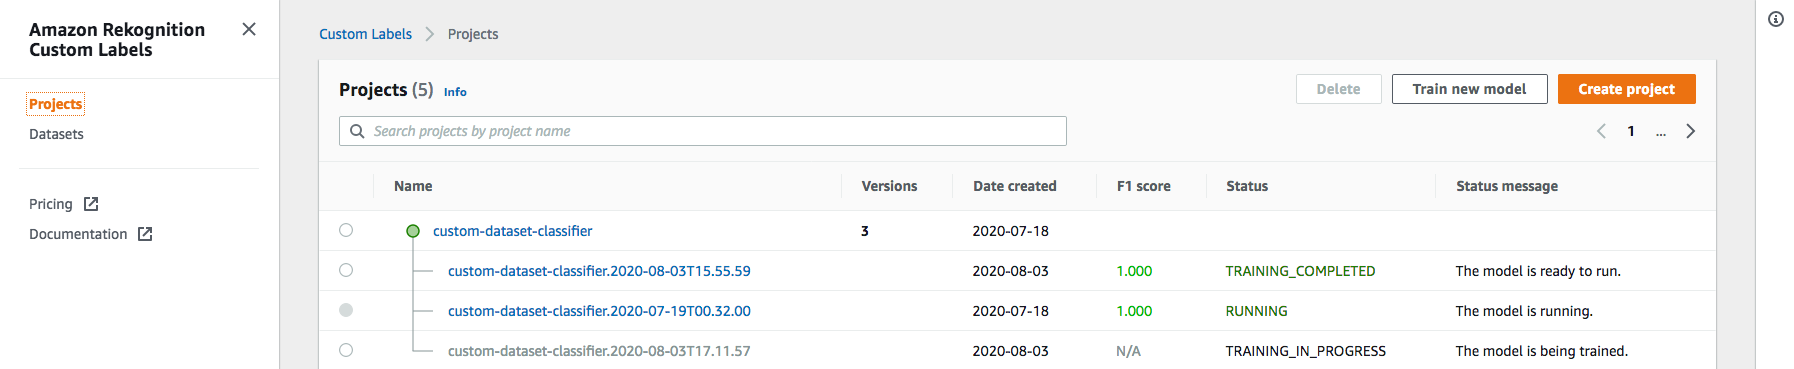 Amazon Rekognition
Custom Labels
Projects
Datasets
Pricing
Documentation
Custom Labels > Projects
Projects (5) Info
Delete
Train new model
Create project
Search projects by project name
1 ...
Name Versions Date created F1 score Status Status message
custom-dataset-classifier 3 2020-07-18
custom-dataset-classifier.2020-08-03T15.55.59 2020-08-03 1.000 TRAINING_COMPLETED The model is ready to run.
custom-dataset-classifier.2020-07-19T00.32.00 2020-07-18 1.000 RUNNING The model is running.
custom-dataset-classifier.2020-08-03T17.11.57 2020-08-03 N/A TRAINING_IN_PROGRESS The model is being trained.